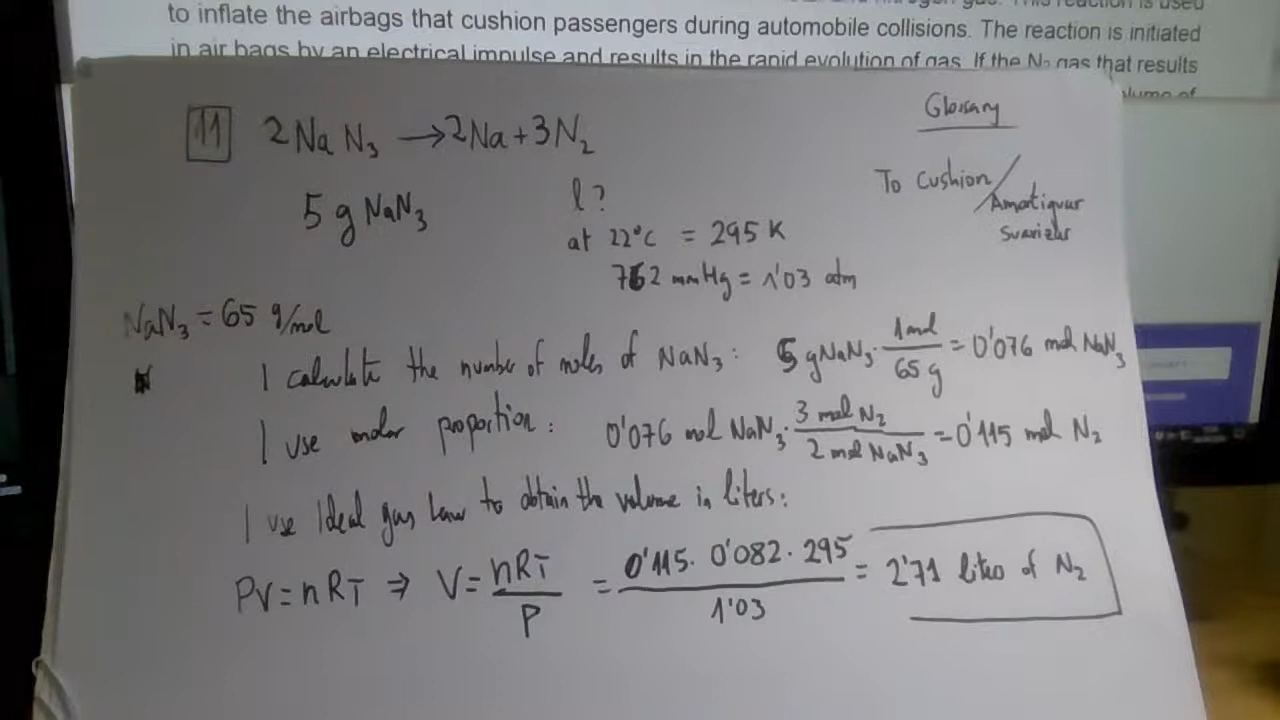 to inflate the airbags that cushion passengers during automobile collisions. The reaction is initiated
in air bags by an electrical impulse and results in the rapid evolution of gas. If the N2 gas that results
Glossary
11 2NaN3 → 2Na + 3N2
To Cushion / Amortiguar
Suavizar
5 g NaN3
l?
at 22°C = 295 K
762 mmHg = 1'03 atm
NaN3 = 65 g/mol
I calculate the number of moles of NaN3: 5 g NaN3 · 1 mol / 65 g = 0'076 mol NaN3
I use molar proportion: 0'076 mol NaN3 · 3 mol N2 / 2 mol NaN3 = 0'115 mol N2
I use Ideal gas Law to obtain the volume in liters:
PV = nRT ⇒ V = nRT / P = 0'115 · 0'082 · 295 / 1'03 = 2'71 liters of N2